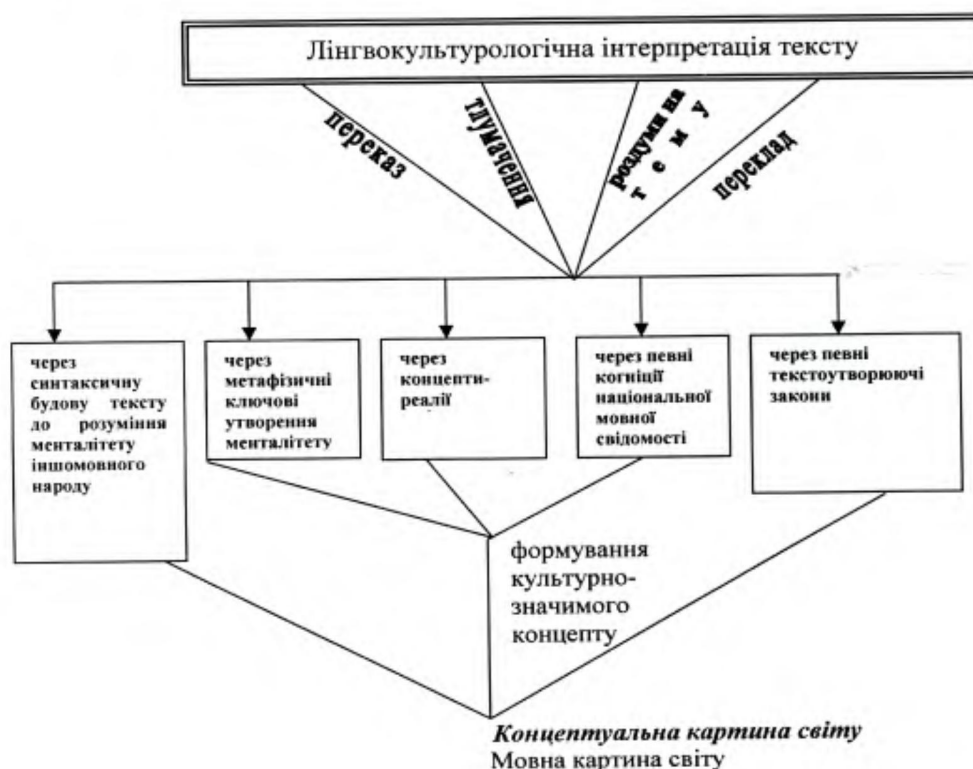 Лінгвокультурологічна інтерпретація тексту
переказ
тлумачення
роздуми на
тему
переклад
через
синтаксичну
будову тексту
до розуміння
менталітету
іншомовного
народу
через
метафізичні
ключові
утворення
менталітету
через
концепти-
реалії
через певні
когніції
національної
мовної
свідомості
через певні
текстоутворюючі
закони
формування
культурно-
значимого
концепту
Концептуальна картина світу
Мовна картина світу